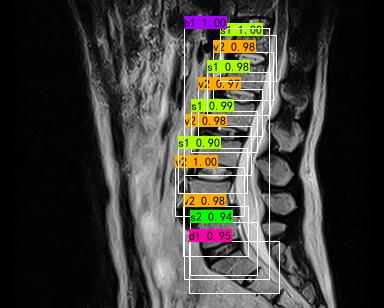 b1 1.00
s1 1.00
v2 0.98
s1 0.98
v2 0.97
s1 0.99
v2 0.98
s1 0.90
v2 1.00
v2 0.98
s2 0.94
d1 0.95